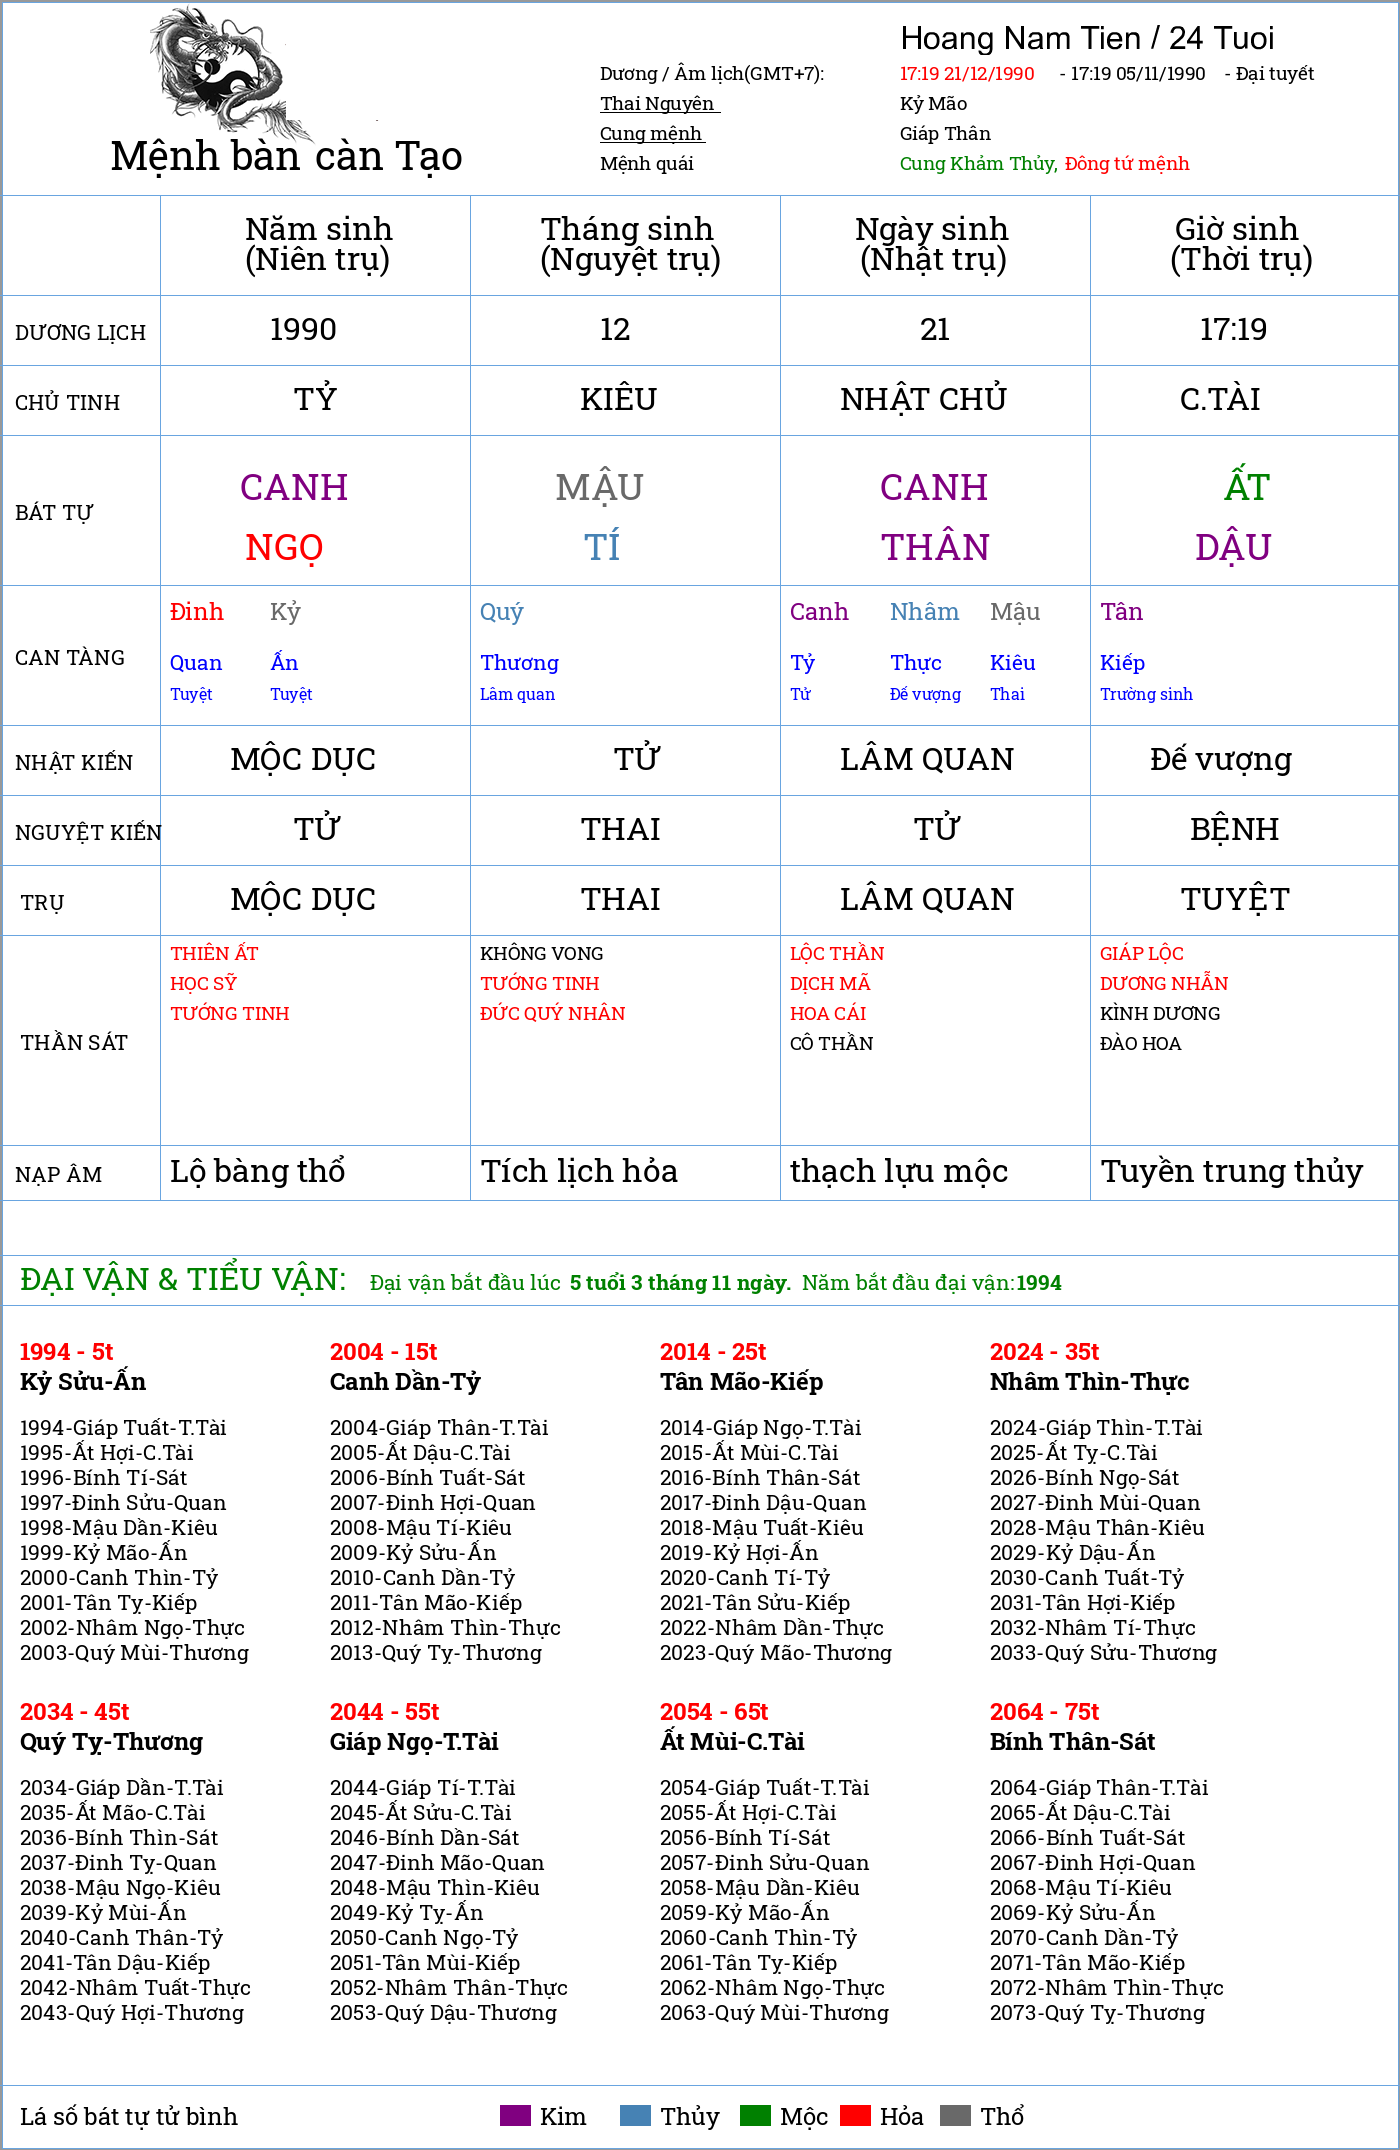 Hoang Nam Tien / 24 Tuoi
Dương / Âm lịch(GMT+7): 17:19 21/12/1990 - 17:19 05/11/1990 - Đại tuyết
Thai Nguyên Kỷ Mão
Cung mệnh Giáp Thân
Mệnh quái Cung Khảm Thủy, Đông tứ mệnh
Mệnh bàn càn Tạo
Năm sinh Tháng sinh Ngày sinh Giờ sinh
(Niên trụ) (Nguyệt trụ) (Nhật trụ) (Thời trụ)
DƯƠNG LỊCH 1990 12 21 17:19
CHỦ TINH TỶ KIÊU NHẬT CHỦ C.TÀI
CANH MẬU CANH ẤT
BÁT TỰ
NGỌ TÍ THÂN DẬU
Đinh Kỷ Quý Canh Nhâm Mậu Tân
CAN TÀNG
Quan Ấn Thương Tỷ Thực Kiêu Kiếp
Tuyệt Tuyệt Lâm quan Tử Đế vượng Thai Trường sinh
NHẬT KIẾN MỘC DỤC TỬ LÂM QUAN Đế vượng
NGUYỆT KIẾN TỬ THAI TỬ BỆNH
TRỤ MỘC DỤC THAI LÂM QUAN TUYỆT
THIÊN ẤT KHÔNG VONG LỘC THẦN GIÁP LỘC
HỌC SỸ TƯỚNG TINH DỊCH MÃ DƯƠNG NHẪN
TƯỚNG TINH ĐỨC QUÝ NHÂN HOA CÁI KÌNH DƯƠNG
THẦN SÁT CÔ THẦN ĐÀO HOA
NẠP ÂM Lộ bàng thổ Tích lịch hỏa thạch lựu mộc Tuyền trung thủy
ĐẠI VẬN & TIỂU VẬN: Đại vận bắt đầu lúc 5 tuổi 3 tháng 11 ngày. Năm bắt đầu đại vận:1994
1994 - 5t 2004 - 15t 2014 - 25t 2024 - 35t
Kỷ Sửu-Ấn Canh Dần-Tỷ Tân Mão-Kiếp Nhâm Thìn-Thực
1994-Giáp Tuất-T.Tài 2004-Giáp Thân-T.Tài 2014-Giáp Ngọ-T.Tài 2024-Giáp Thìn-T.Tài
1995-Ất Hợi-C.Tài 2005-Ất Dậu-C.Tài 2015-Ất Mùi-C.Tài 2025-Ất Tỵ-C.Tài
1996-Bính Tí-Sát 2006-Bính Tuất-Sát 2016-Bính Thân-Sát 2026-Bính Ngọ-Sát
1997-Đinh Sửu-Quan 2007-Đinh Hợi-Quan 2017-Đinh Dậu-Quan 2027-Đinh Mùi-Quan
1998-Mậu Dần-Kiêu 2008-Mậu Tí-Kiêu 2018-Mậu Tuất-Kiêu 2028-Mậu Thân-Kiêu
1999-Kỷ Mão-Ấn 2009-Kỷ Sửu-Ấn 2019-Kỷ Hợi-Ấn 2029-Kỷ Dậu-Ấn
2000-Canh Thìn-Tỷ 2010-Canh Dần-Tỷ 2020-Canh Tí-Tỷ 2030-Canh Tuất-Tỷ
2001-Tân Tỵ-Kiếp 2011-Tân Mão-Kiếp 2021-Tân Sửu-Kiếp 2031-Tân Hợi-Kiếp
2002-Nhâm Ngọ-Thực 2012-Nhâm Thìn-Thực 2022-Nhâm Dần-Thực 2032-Nhâm Tí-Thực
2003-Quý Mùi-Thương 2013-Quý Tỵ-Thương 2023-Quý Mão-Thương 2033-Quý Sửu-Thương
2034 - 45t 2044 - 55t 2054 - 65t 2064 - 75t
Quý Tỵ-Thương Giáp Ngọ-T.Tài Ất Mùi-C.Tài Bính Thân-Sát
2034-Giáp Dần-T.Tài 2044-Giáp Tí-T.Tài 2054-Giáp Tuất-T.Tài 2064-Giáp Thân-T.Tài
2035-Ất Mão-C.Tài 2045-Ất Sửu-C.Tài 2055-Ất Hợi-C.Tài 2065-Ất Dậu-C.Tài
2036-Bính Thìn-Sát 2046-Bính Dần-Sát 2056-Bính Tí-Sát 2066-Bính Tuất-Sát
2037-Đinh Tỵ-Quan 2047-Đinh Mão-Quan 2057-Đinh Sửu-Quan 2067-Đinh Hợi-Quan
2038-Mậu Ngọ-Kiêu 2048-Mậu Thìn-Kiêu 2058-Mậu Dần-Kiêu 2068-Mậu Tí-Kiêu
2039-Kỷ Mùi-Ấn 2049-Kỷ Tỵ-Ấn 2059-Kỷ Mão-Ấn 2069-Kỷ Sửu-Ấn
2040-Canh Thân-Tỷ 2050-Canh Ngọ-Tỷ 2060-Canh Thìn-Tỷ 2070-Canh Dần-Tỷ
2041-Tân Dậu-Kiếp 2051-Tân Mùi-Kiếp 2061-Tân Tỵ-Kiếp 2071-Tân Mão-Kiếp
2042-Nhâm Tuất-Thực 2052-Nhâm Thân-Thực 2062-Nhâm Ngọ-Thực 2072-Nhâm Thìn-Thực
2043-Quý Hợi-Thương 2053-Quý Dậu-Thương 2063-Quý Mùi-Thương 2073-Quý Tỵ-Thương
Lá số bát tự tử bình Kim Thủy Mộc Hỏa Thổ